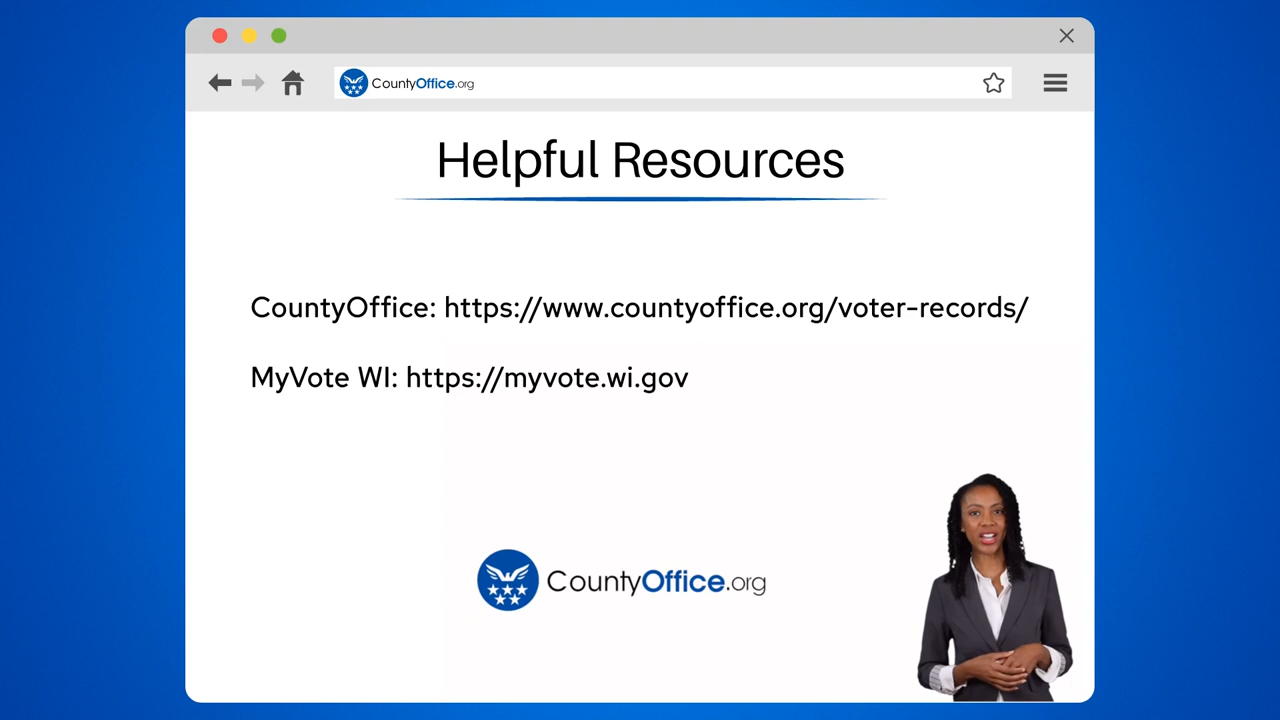 CountyOffice.org
Helpful Resources
CountyOffice: https://www.countyoffice.org/voter-records/
MyVote WI: https://myvote.wi.gov
CountyOffice.org